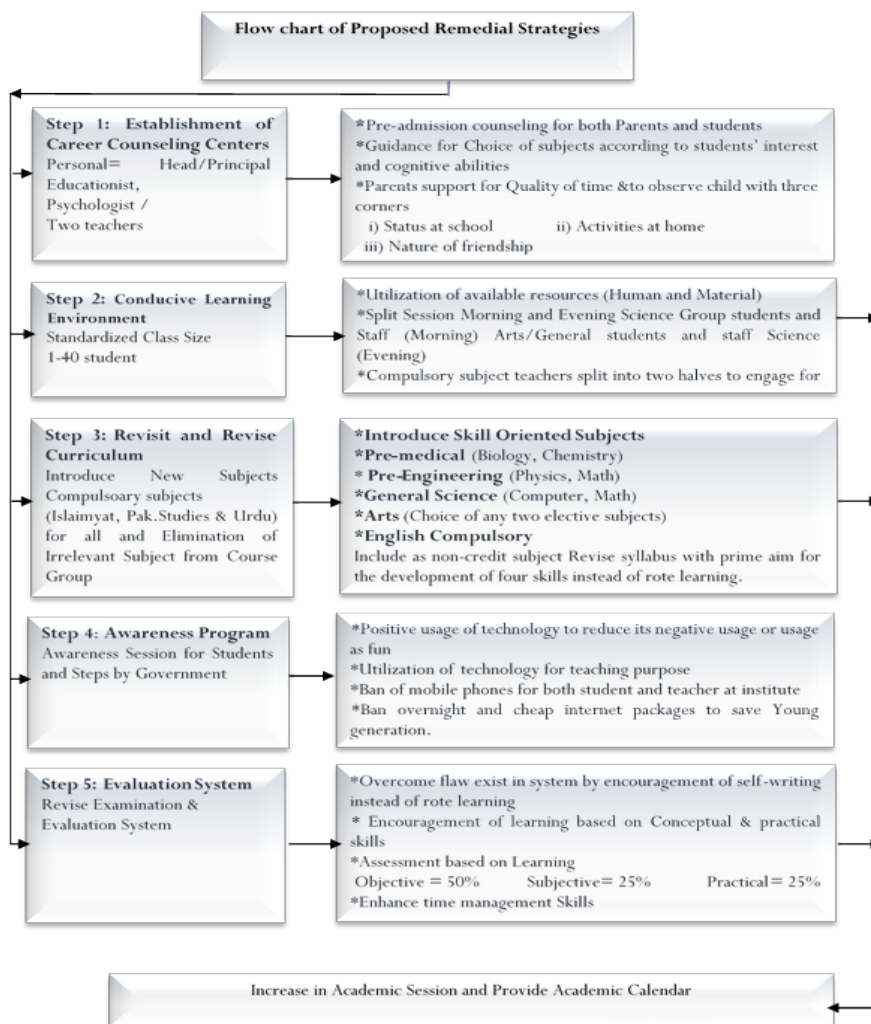 Flow chart of Proposed Remedial Strategies
Step 1: Establishment of
Career Counseling Centers
Personal= Head/Principal
Educationist,
Psychologist /
Two teachers
*Pre-admission counseling for both Parents and students
*Guidance for Choice of subjects according to students' interest
and cognitive abilities
*Parents support for Quality of time &to observe child with three
corners
i) Status at school ii) Activities at home
iii) Nature of friendship
Step 2: Conducive Learning
Environment
Standardized Class Size
1-40 student
*Utilization of available resources (Human and Material)
*Split Session Morning and Evening Science Group students and
Staff (Morning) Arts/General students and staff Science
(Evening)
*Compulsory subject teachers split into two halves to engage for
Step 3: Revisit and Revise
Curriculum
Introduce New Subjects
Compulsoary subjects
(Islaimyat, Pak.Studies & Urdu)
for all and Elimination of
Irrelevant Subject from Course
Group
*Introduce Skill Oriented Subjects
*Pre-medical (Biology, Chemistry)
* Pre-Engineering (Physics, Math)
*General Science (Computer, Math)
*Arts (Choice of any two elective subjects)
*English Compulsory
Include as non-credit subject Revise syllabus with prime aim for
the development of four skills instead of rote learning.
Step 4: Awareness Program
Awareness Session for Students
and Steps by Government
*Positive usage of technology to reduce its negative usage or usage
as fun
*Utilization of technology for teaching purpose
*Ban of mobile phones for both student and teacher at institute
*Ban overnight and cheap internet packages to save Young
generation.
Step 5: Evaluation System
Revise Examination &
Evaluation System
*Overcome flaw exist in system by encouragement of self-writing
instead of rote learning
* Encouragement of learning based on Conceptual & practical
skills
*Assessment based on Learning
Objective = 50% Subjective= 25% Practical= 25%
*Enhance time management Skills
Increase in Academic Session and Provide Academic Calendar